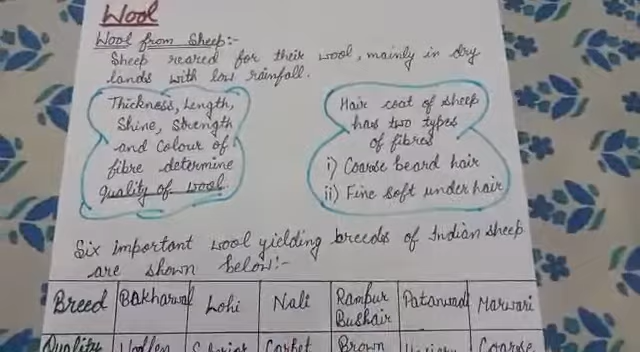 Wool
Wool from Sheep:-
Sheep reared for their wool, mainly in dry
lands with low rainfall.
Thickness, Length,
Shine, Strength
and Colour of
fibre determine
quality of wool.
Hair coat of sheep
has two types
of fibres
i) Coarse beard hair
ii) Fine soft under hair
Six important wool yielding breeds of Indian sheep
are shown below:-
Breed Bakharwal Lohi Nali Rampur Bushair Patanwadi Marwari
Quality Brown Coarse